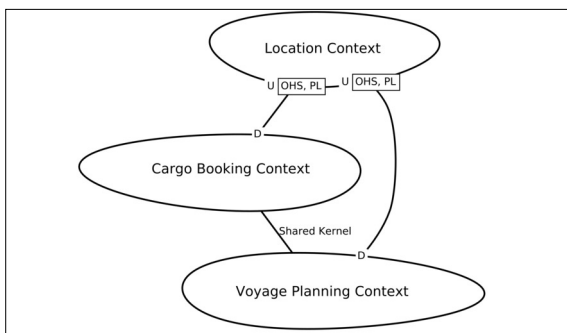 Location Context
U OHS, PL
U OHS, PL
D
Cargo Booking Context
Shared Kernel
D
Voyage Planning Context